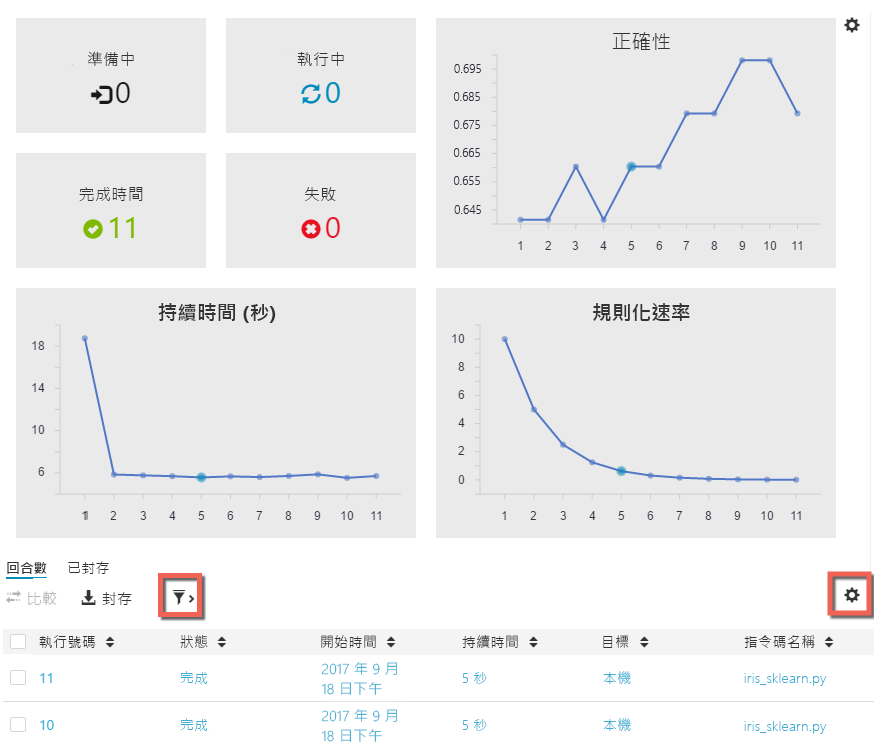 準備中
0
執行中
0
完成時間
11
失敗
0
正確性
0.695
0.685
0.675
0.665
0.655
0.645
1 2 3 4 5 6 7 8 9 10 11
持續時間 (秒)
18
14
10
6
1 2 3 4 5 6 7 8 9 10 11
規則化速率
10
8
6
4
2
0
1 2 3 4 5 6 7 8 9 10 11
回合數 已封存
比較 封存
執行號碼 狀態 開始時間 持續時間 目標 指令碼名稱
11 完成 2017 年 9 月 5 秒 本機 iris_sklearn.py
18 日下午
10 完成 2017 年 9 月 5 秒 本機 iris_sklearn.py
18 日下午